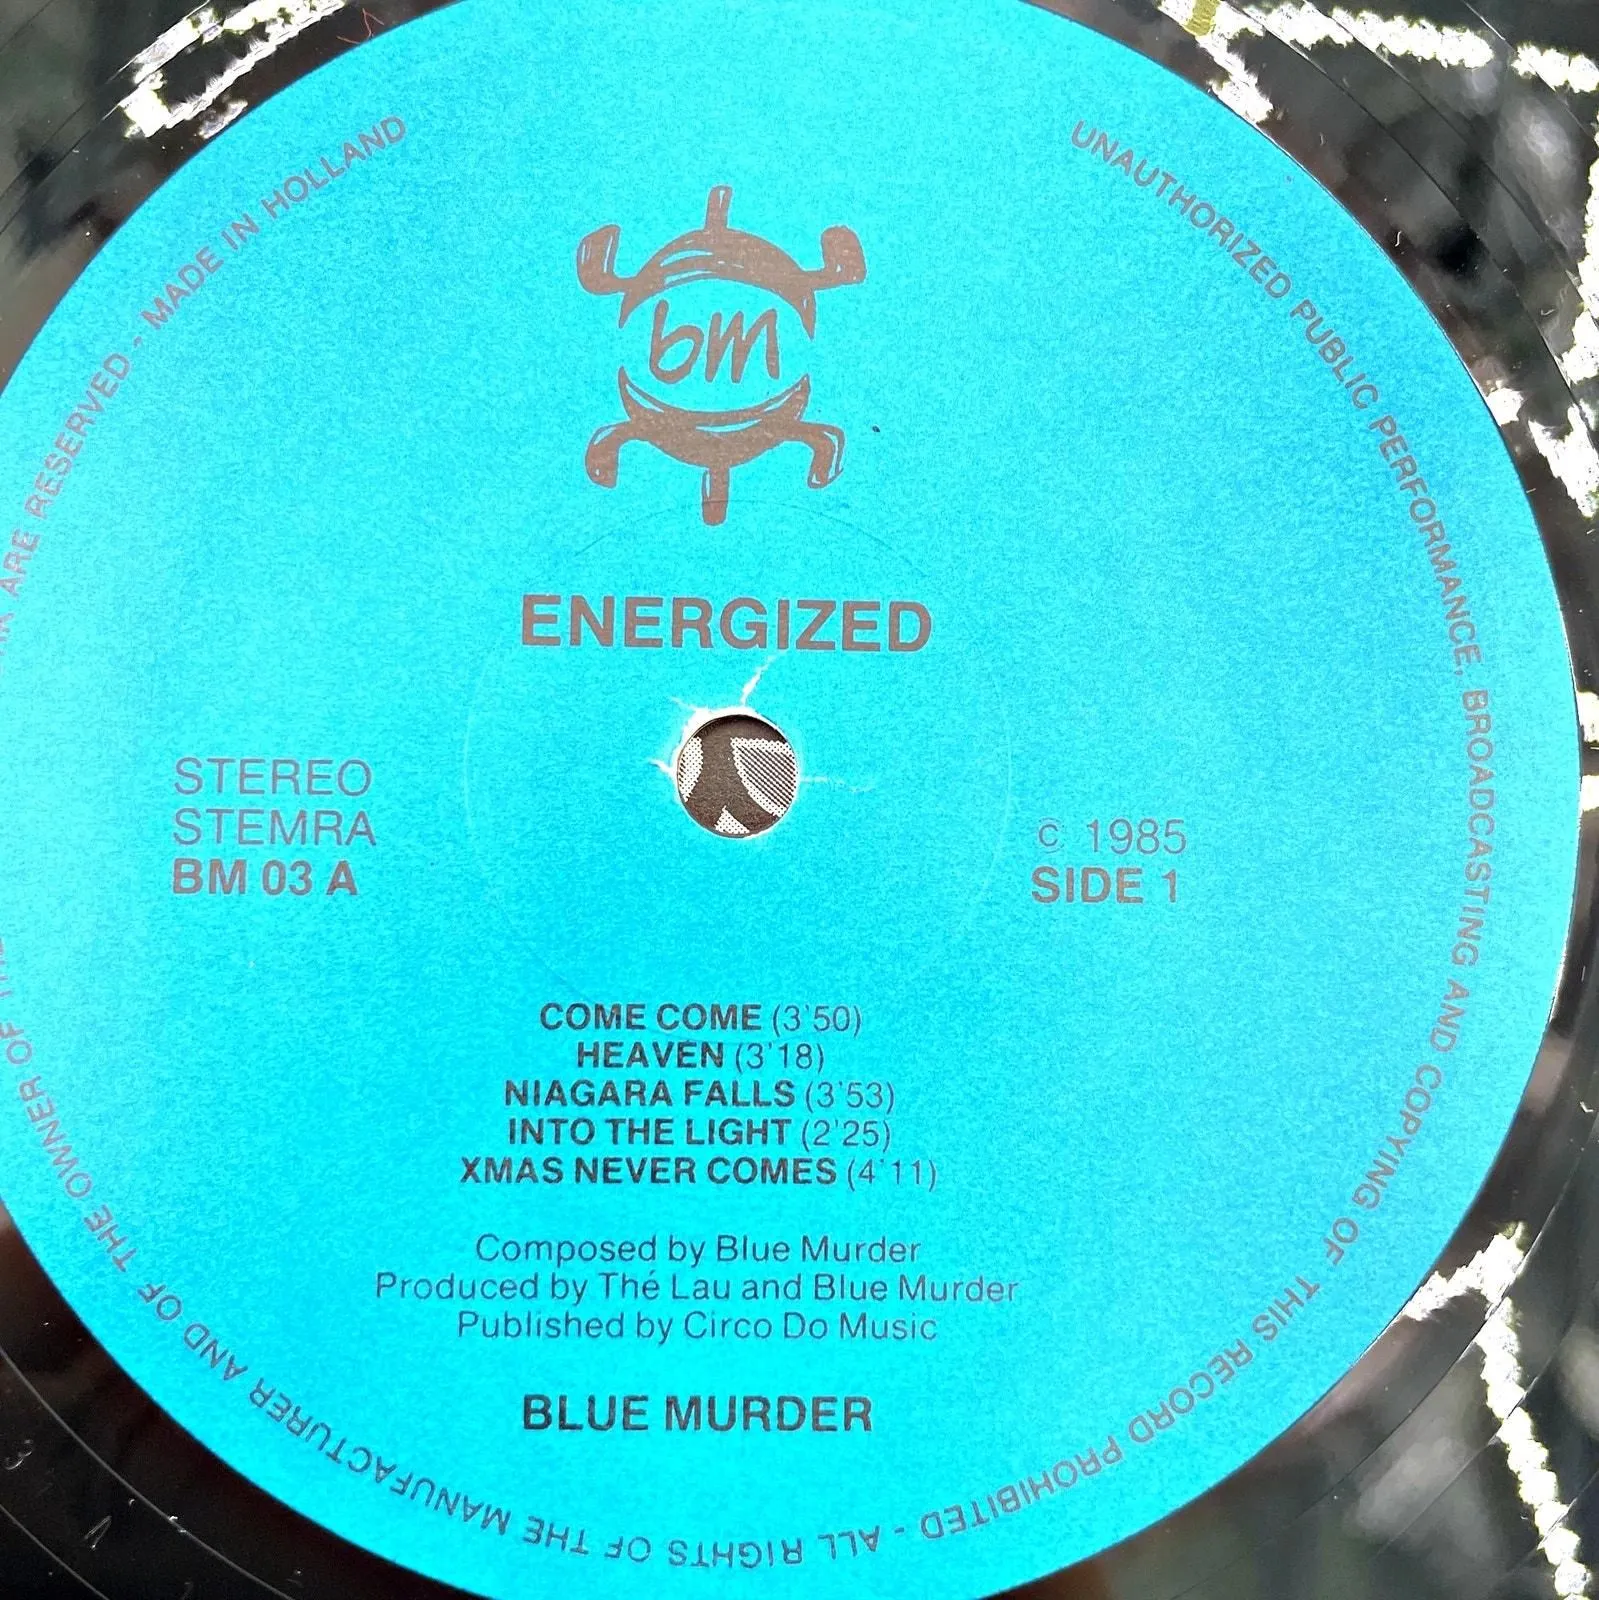 bm
ENERGIZED
STEREO
STEMRA
BM 03 A
© 1985
SIDE 1
COME COME (3'50)
HEAVEN (3'18)
NIAGARA FALLS (3'53)
INTO THE LIGHT (2'25)
XMAS NEVER COMES (4'11)
Composed by Blue Murder
Produced by Thé Lau and Blue Murder
Published by Circo Do Music
BLUE MURDER
UNAUTHORIZED PUBLIC PERFORMANCE, BROADCASTING AND COPYING OF THIS RECORD PROHIBITED - ALL RIGHTS OF THE MANUFACTURER AND OF THE OWNER OF ARE RESERVED - MADE IN HOLLAND